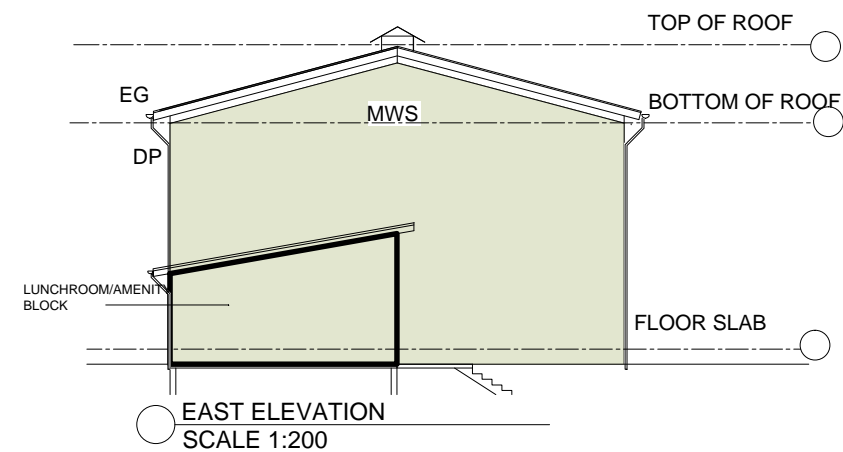 TOP OF ROOF
EG
BOTTOM OF ROOF
MWS
DP
LUNCHROOM/AMENIT
BLOCK
FLOOR SLAB
EAST ELEVATION
SCALE 1:200